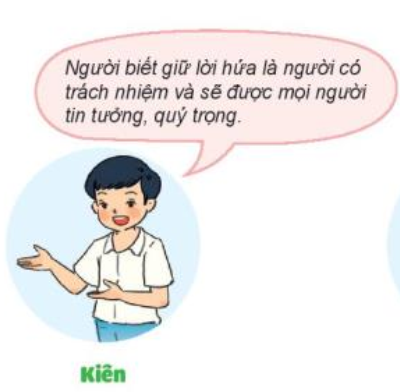 Người biết giữ lời hứa là người có
trách nhiệm và sẽ được mọi người
tin tưởng, quý trọng.
Kiên